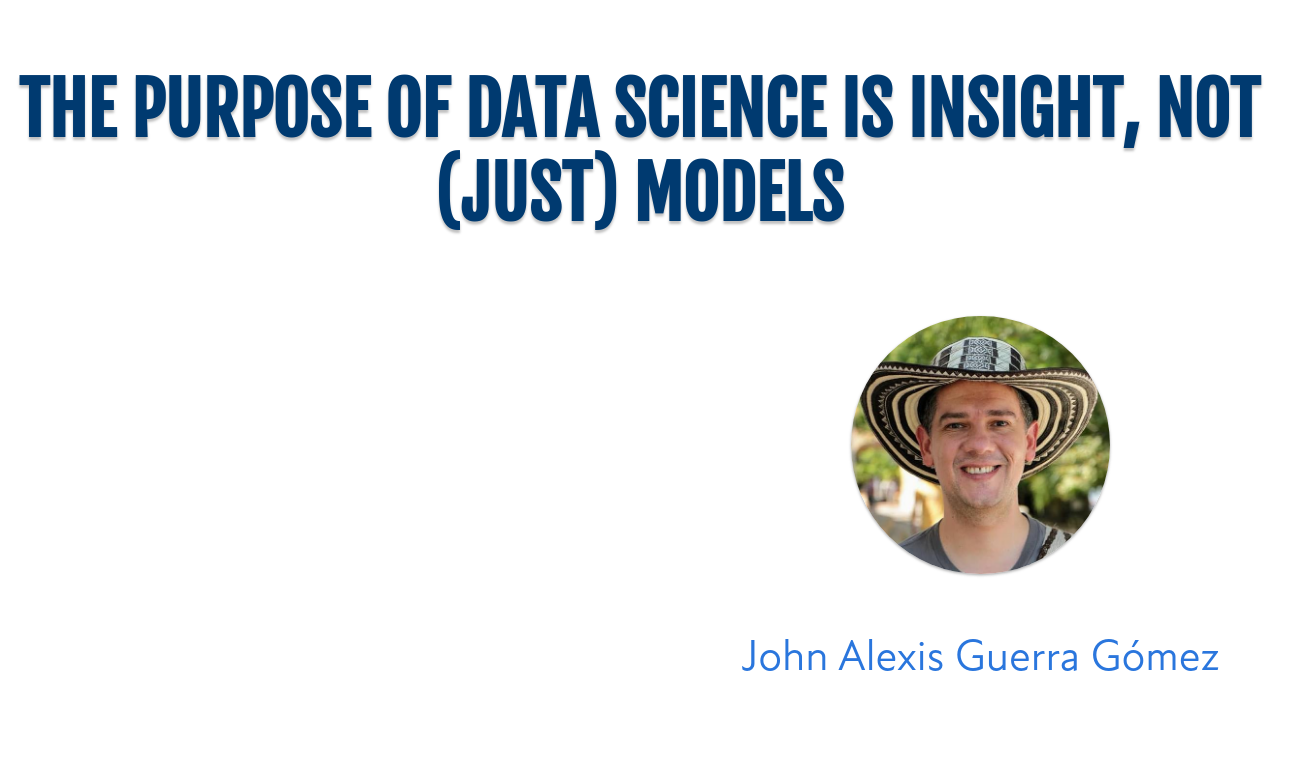 THE PURPOSE OF DATA SCIENCE IS INSIGHT, NOT
(JUST) MODELS
John Alexis Guerra Gómez